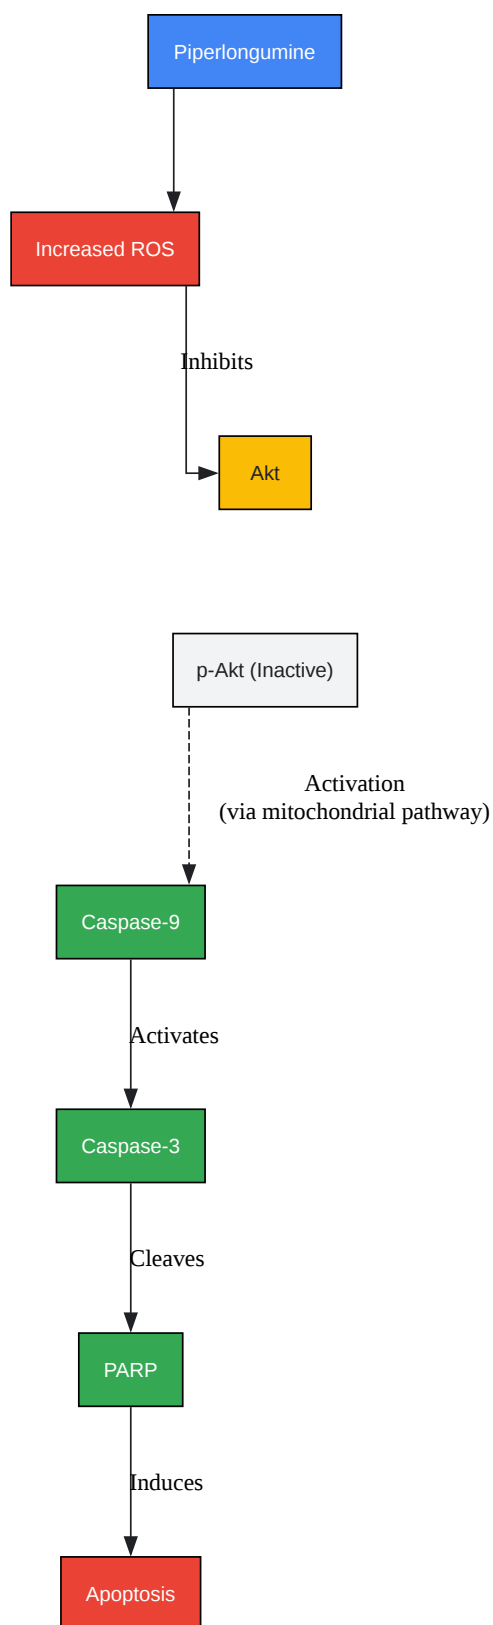 Piperlongumine
Increased ROS
Inhibits
Akt
p-Akt (Inactive)
Activation
(via mitochondrial pathway)
Caspase-9
Activates
Caspase-3
Cleaves
PARP
Induces
Apoptosis